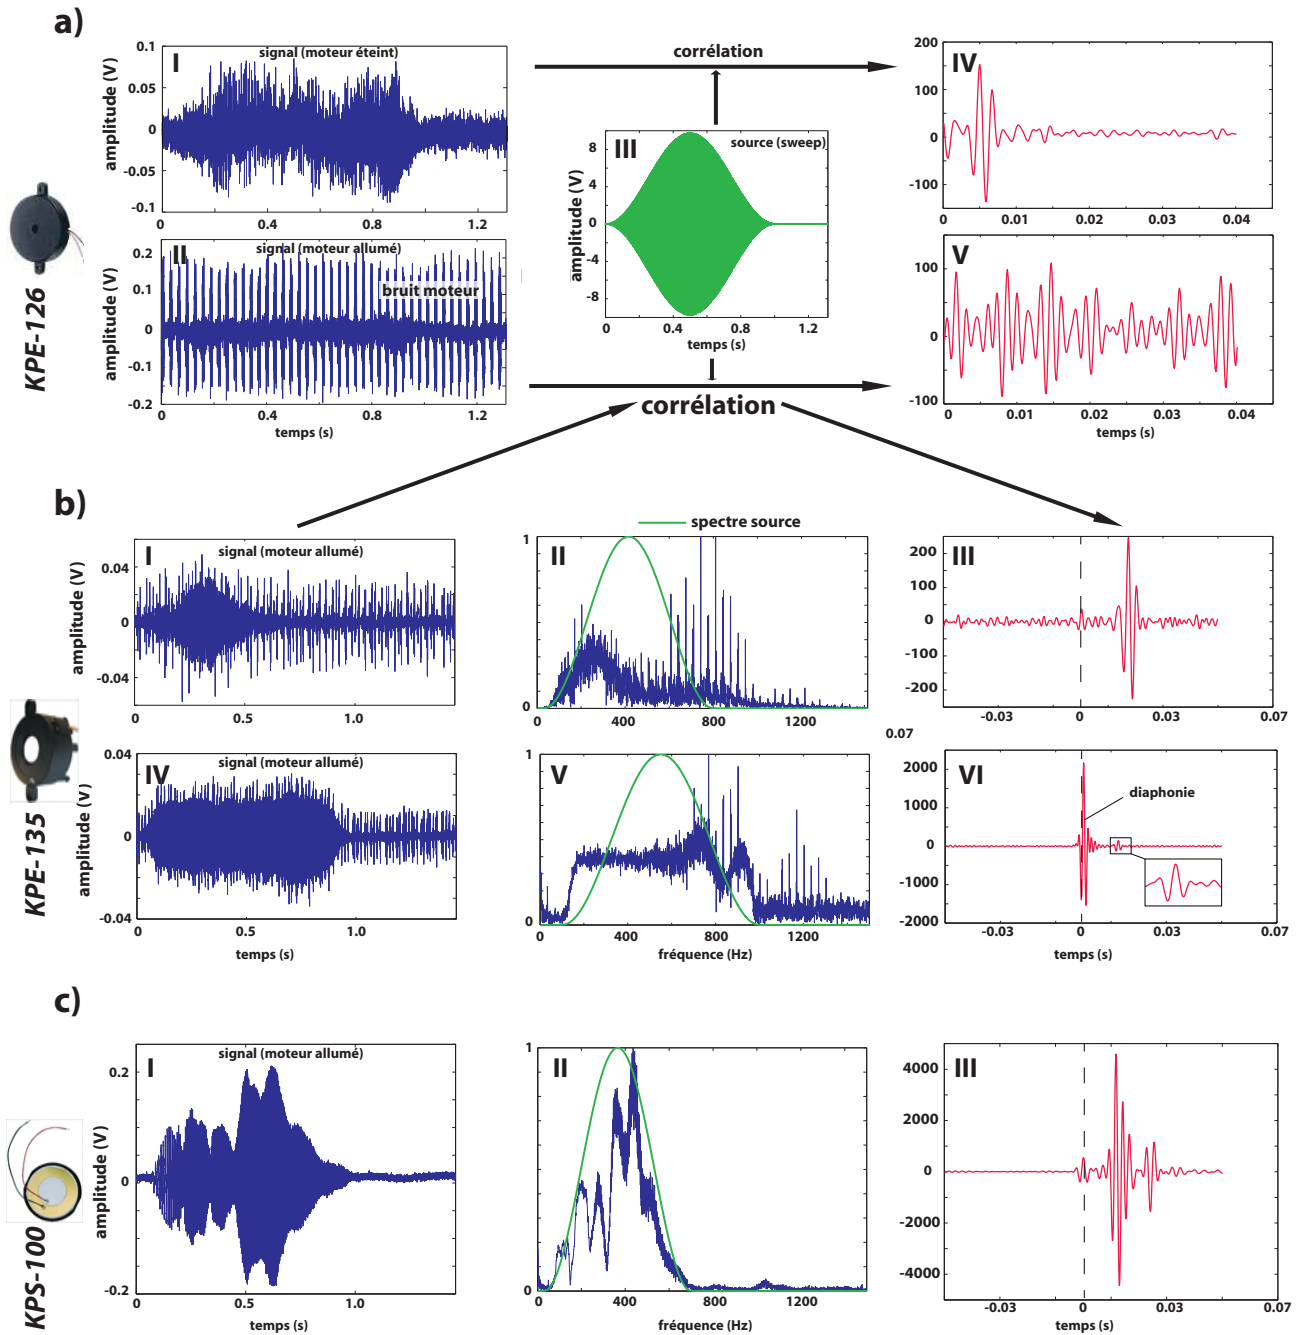 a)
I
signal (moteur éteint)
amplitude (V)
0.1
0.05
0
-0.05
-0.1
0
0.4
0.8
1.2
corrélation
III
source (sweep)
amplitude (V)
8
4
0
-4
-8
0
0.4
0.8
1.2
temps (s)
IV
200
100
0
-100
0
0.01
0.02
0.03
0.04
KPE-126
II
signal (moteur allumé)
bruit moteur
amplitude (V)
0.2
0.1
0
-0.1
-0.2
0
0.4
0.8
1.2
temps (s)
corrélation
V
100
0
-100
0
0.01
0.02
0.03
0.04
temps (s)
b)
I
signal (moteur allumé)
amplitude (V)
0.04
0
-0.04
0
0.5
1.0
spectre source
II
1
0
0
400
800
1200
III
200
100
0
-100
-200
-0.03
0
0.03
0.07
0.07
KPE-135
IV
signal (moteur allumé)
amplitude (V)
0.04
0
-0.04
0
0.5
1.0
temps (s)
V
1
0
0
400
800
1200
fréquence (Hz)
VI
diaphonie
2000
1000
0
-1000
-2000
-0.03
0
0.03
0.07
temps (s)
c)
I
signal (moteur allumé)
amplitude (V)
0.2
0
-0.2
0
0.5
1.0
temps (s)
KPS-100
II
1
0
0
400
800
1200
fréquence (Hz)
III
4000
2000
0
-2000
-4000
-0.03
0
0.03
0.07
temps (s)